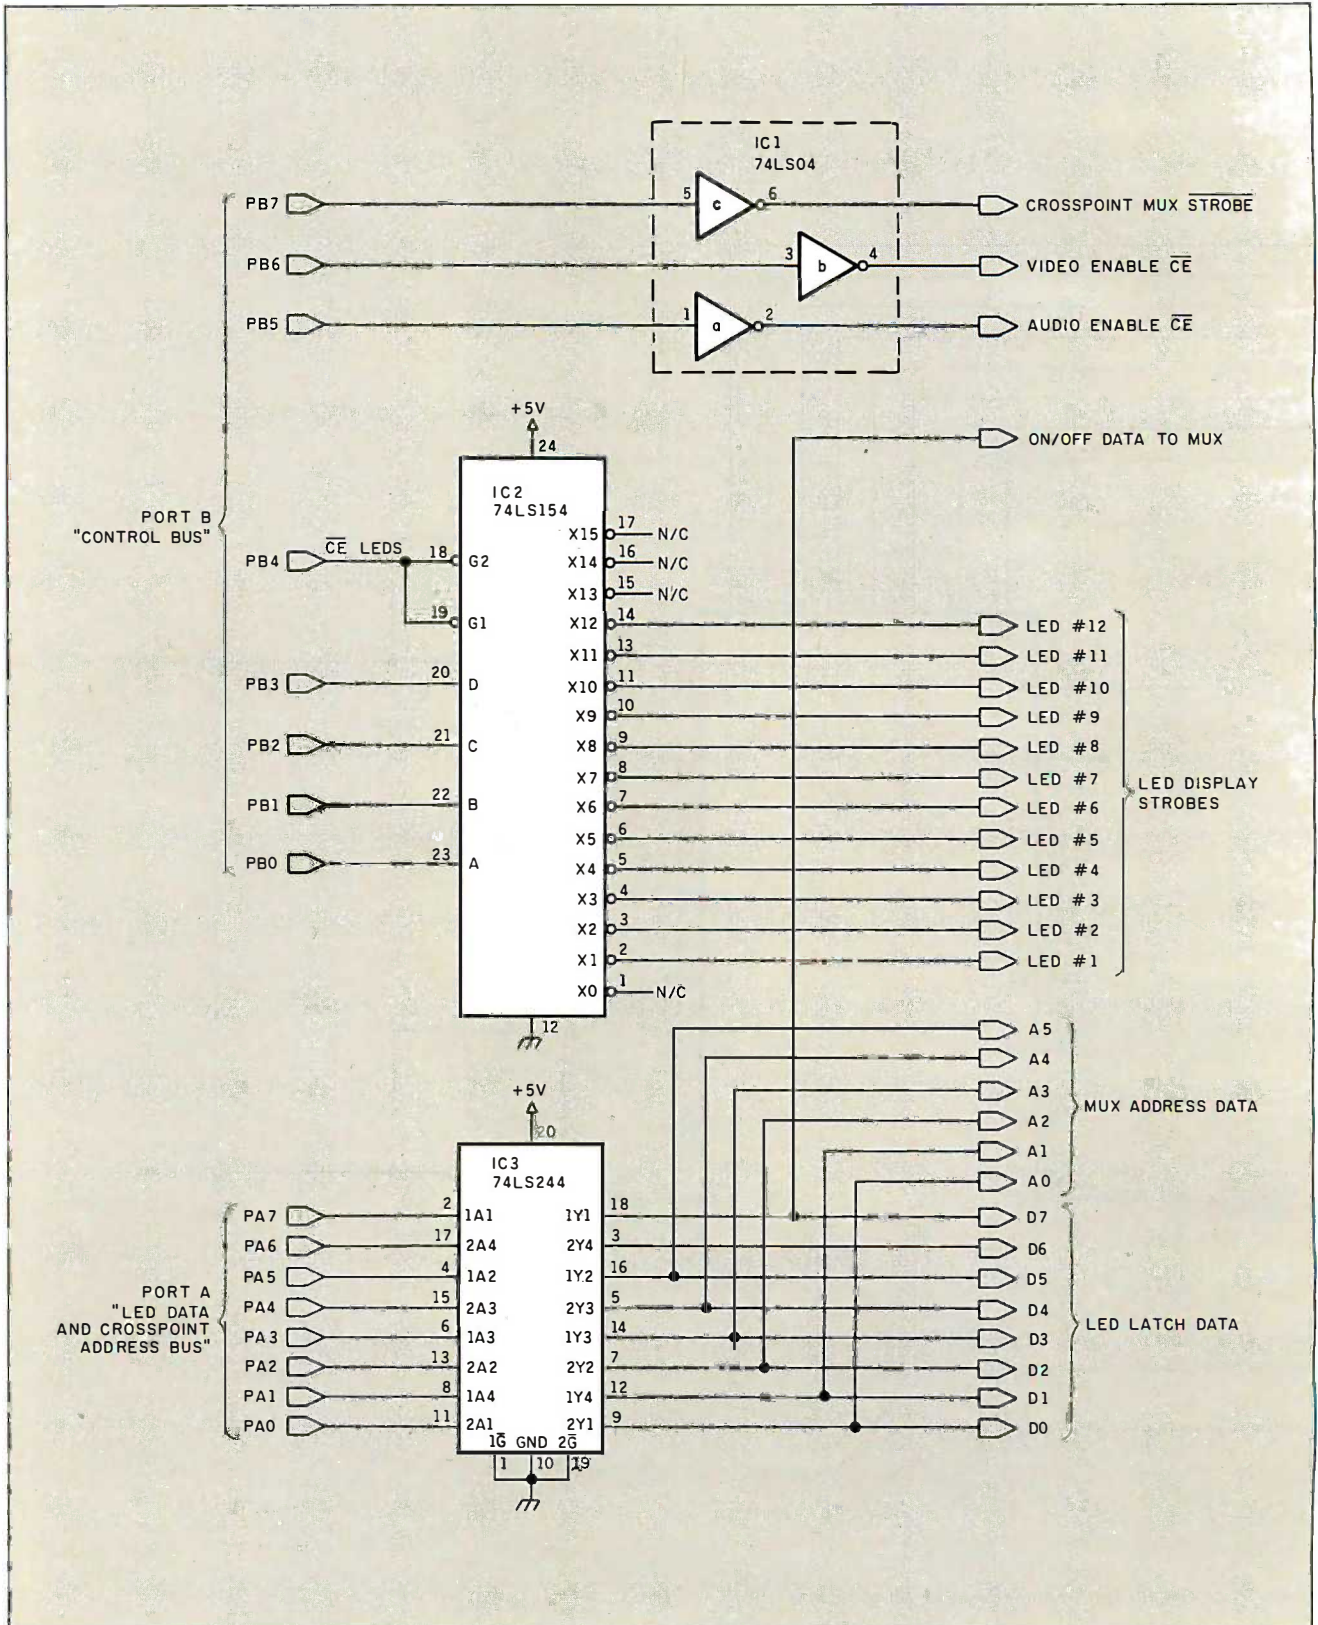 IC1
74LS04
PB7
5
c
6
CROSSPOINT MUX STROBE
PB6
3
b
4
VIDEO ENABLE CE
PB5
1
a
2
AUDIO ENABLE CE
+5V
24
ON/OFF DATA TO MUX
IC2
74LS154
PORT B
"CONTROL BUS"
X15 17 N/C
PB4
CE LEDS
18
G2
X14 16 N/C
X13 15 N/C
19
G1
X12 14 LED #12
X11 13 LED #11
PB3
20
D
X10 11 LED #10
X9 10 LED #9
PB2
21
C
X8 9 LED #8
X7 8 LED #7
LED DISPLAY
STROBES
PB1
22
B
X6 7 LED #6
X5 6 LED #5
PB0
23
A
X4 5 LED #4
X3 4 LED #3
X2 3 LED #2
X1 2 LED #1
X0 1 N/C
12
A5
A4
A3
A2
A1
A0
MUX ADDRESS DATA
+5V
20
IC3
74LS244
PA7 2 1A1 1Y1 18 D7
PA6 17 2A4 2Y4 3 D6
PA5 4 1A2 1Y2 16 D5
PA4 15 2A3 2Y3 5 D4
PA3 6 1A3 1Y3 14 D3
PA2 13 2A2 2Y2 7 D2
PA1 8 1A4 1Y4 12 D1
PA0 11 2A1 2Y1 9 D0
PORT A
"LED DATA
AND CROSSPOINT
ADDRESS BUS"
LED LATCH DATA
1G GND 2G
1 10 19